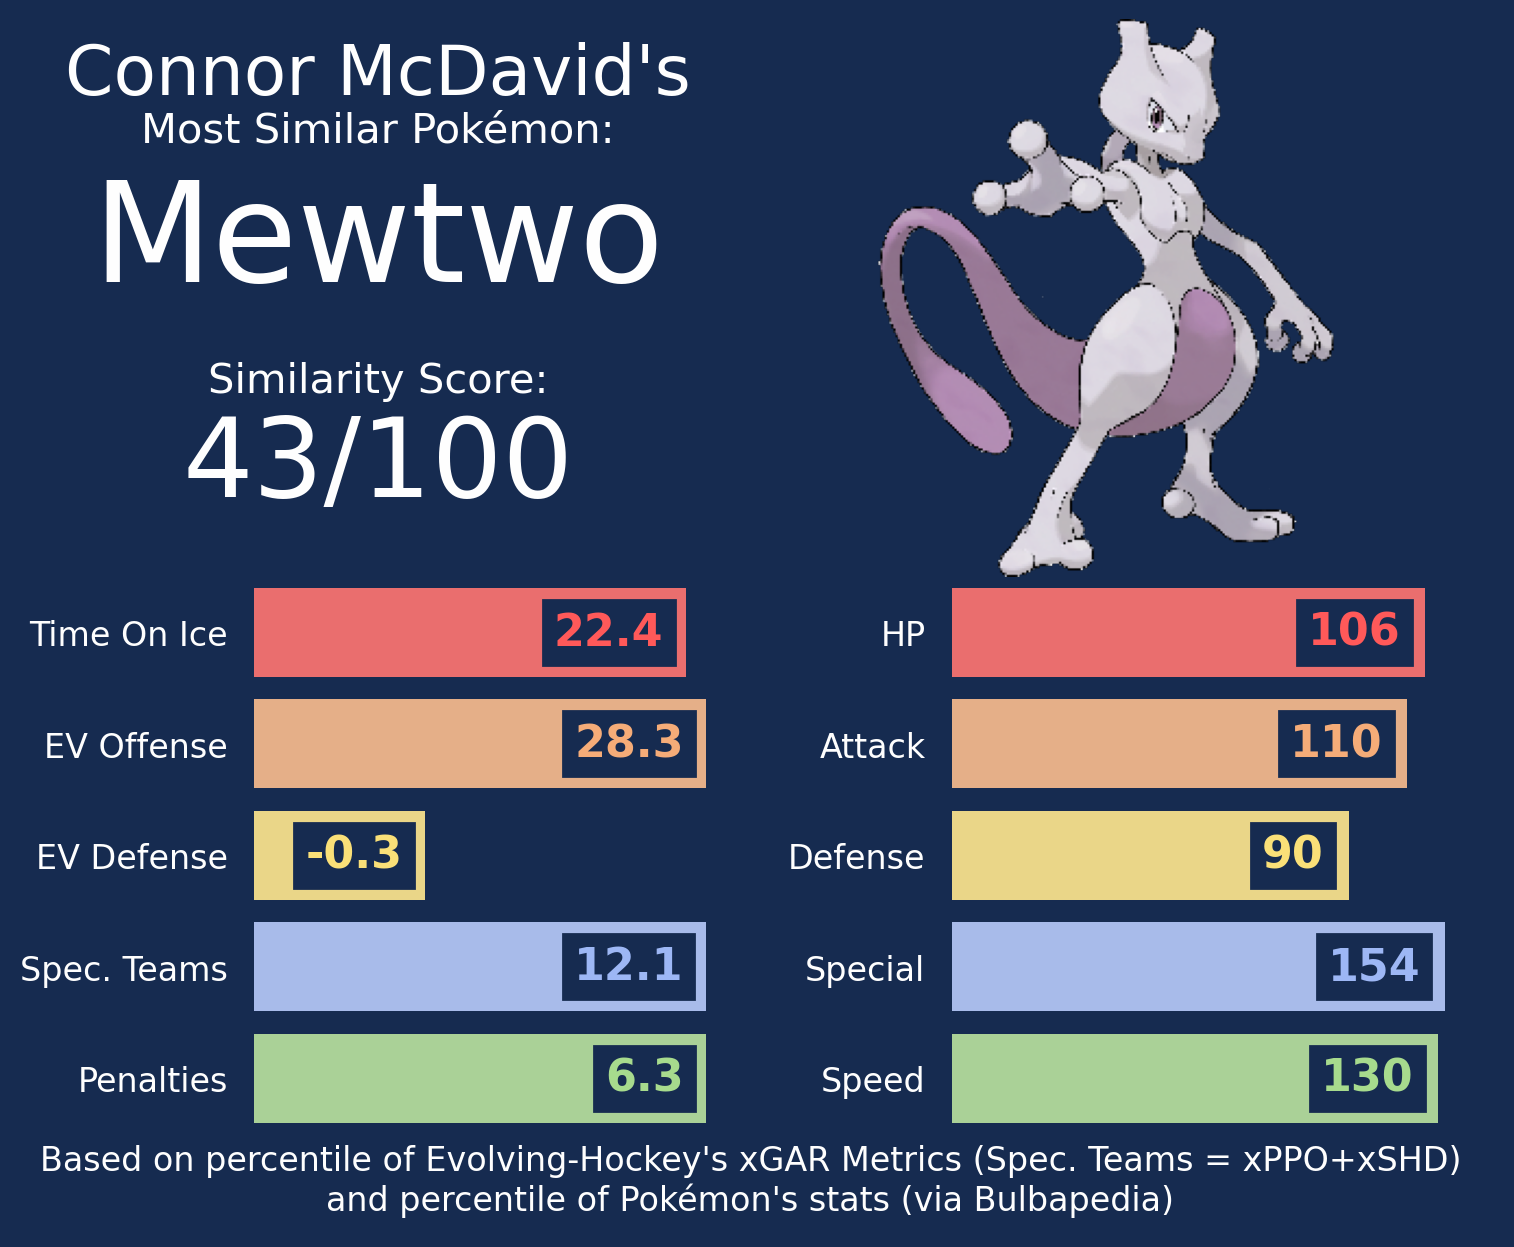 Connor McDavid's
Most Similar Pokémon:
Mewtwo
Similarity Score:
43/100
Time On Ice 22.4
EV Offense 28.3
EV Defense -0.3
Spec. Teams 12.1
Penalties 6.3
HP 106
Attack 110
Defense 90
Special 154
Speed 130
Based on percentile of Evolving-Hockey's xGAR Metrics (Spec. Teams = xPPO+xSHD)
and percentile of Pokémon's stats (via Bulbapedia)